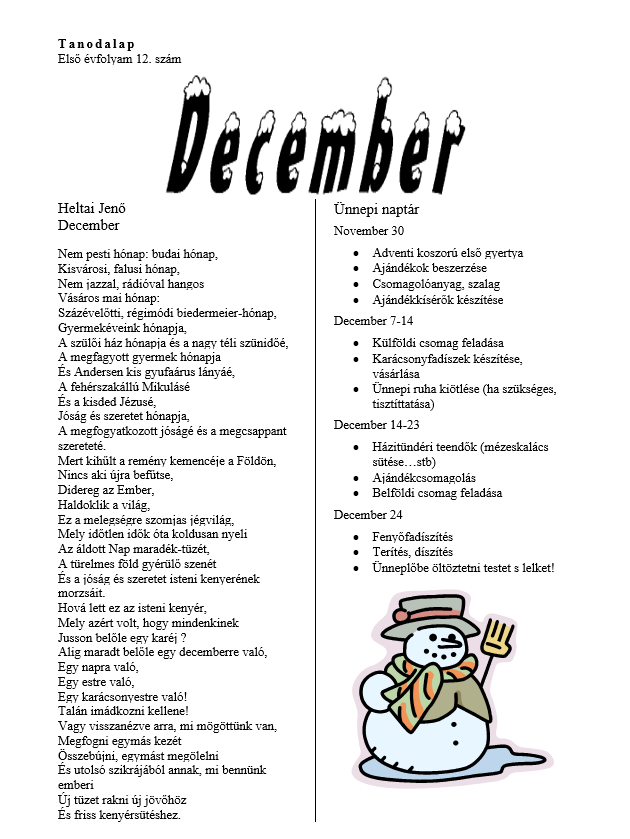 Tanodalap
Első évfolyam 12. szám
December
Heltai Jenő
December
Nem pesti hónap: budai hónap,
Kisvárosi, falusi hónap,
Nem jazzal, rádióval hangos
Vásáros mai hónap:
Százévelőtti, régimódi biedermeier-hónap,
Gyermekéveink hónapja,
A szülői ház hónapja és a nagy téli szünidőé,
A megfagyott gyermek hónapja
És Andersen kis gyufaárus lányáé,
A fehérszakállú Mikulásé
És a kisded Jézusé,
Jóság és szeretet hónapja,
A megfogyatkozott jóságé és a megcsappant
szereteté.
Mert kihült a remény kemencéje a Földön,
Nincs aki újra befűtse,
Didereg az Ember,
Haldoklik a világ,
Ez a melegségre szomjas jégvilág,
Mely időtlen idők óta koldusan nyeli
Az áldott Nap maradék-tüzét,
A türelmes föld gyérülő szenét
És a jóság és szeretet isteni kenyerének
morzsáit.
Hová lett ez az isteni kenyér,
Mely azért volt, hogy mindenkinek
Jusson belőle egy karéj ?
Alig maradt belőle egy decemberre való,
Egy napra való,
Egy estre való,
Egy karácsonyestre való!
Talán imádkozni kellene!
Vagy visszanézve arra, mi mögöttünk van,
Megfogni egymás kezét
Összebújni, egymást megölelni
És utolsó szikrájából annak, mi bennünk
emberi
Új tüzet rakni új jövőhöz
És friss kenyérsütéshez.
Ünnepi naptár
November 30
• Adventi koszorú első gyertya
• Ajándékok beszerzése
• Csomagolóanyag, szalag
• Ajándékkísérők készítése
December 7-14
• Külföldi csomag feladása
• Karácsonyfadíszek készítése,
vásárlása
• Ünnepi ruha kiötlése (ha szükséges,
tisztíttatása)
December 14-23
• Házitündéri teendők (mézeskalács
sütése…stb)
• Ajándékcsomagolás
• Belföldi csomag feladása
December 24
• Fenyőfadíszítés
• Terítés, díszítés
• Ünneplőbe öltöztetni testet s lelket!